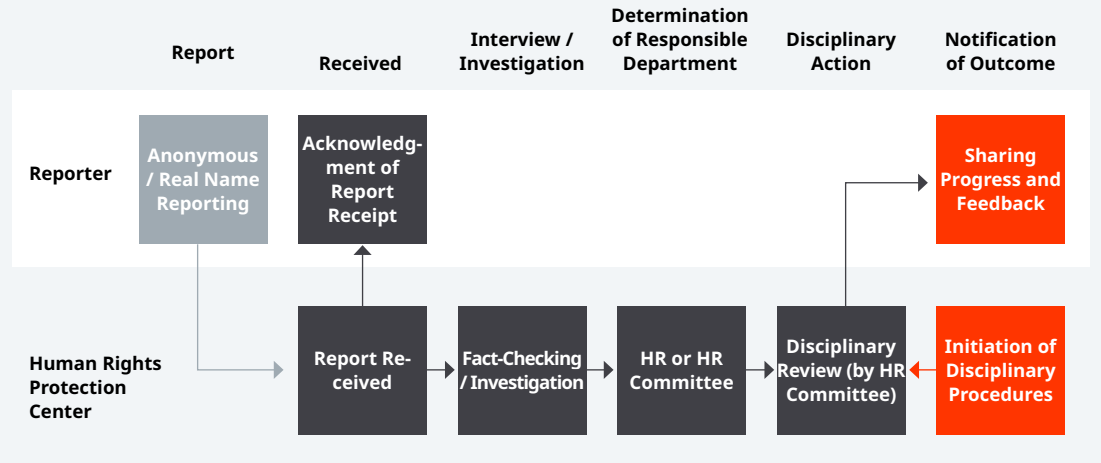 Report
Received
Interview /
Investigation
Determination
of Responsible
Department
Disciplinary
Action
Notification
of Outcome
Reporter
Anonymous
/ Real Name
Reporting
Acknowledg-
ment of
Report
Receipt
Sharing
Progress and
Feedback
Human Rights
Protection
Center
Report Re-
ceived
Fact-Checking
/ Investigation
HR or HR
Committee
Disciplinary
Review (by HR
Committee)
Initiation of
Disciplinary
Procedures